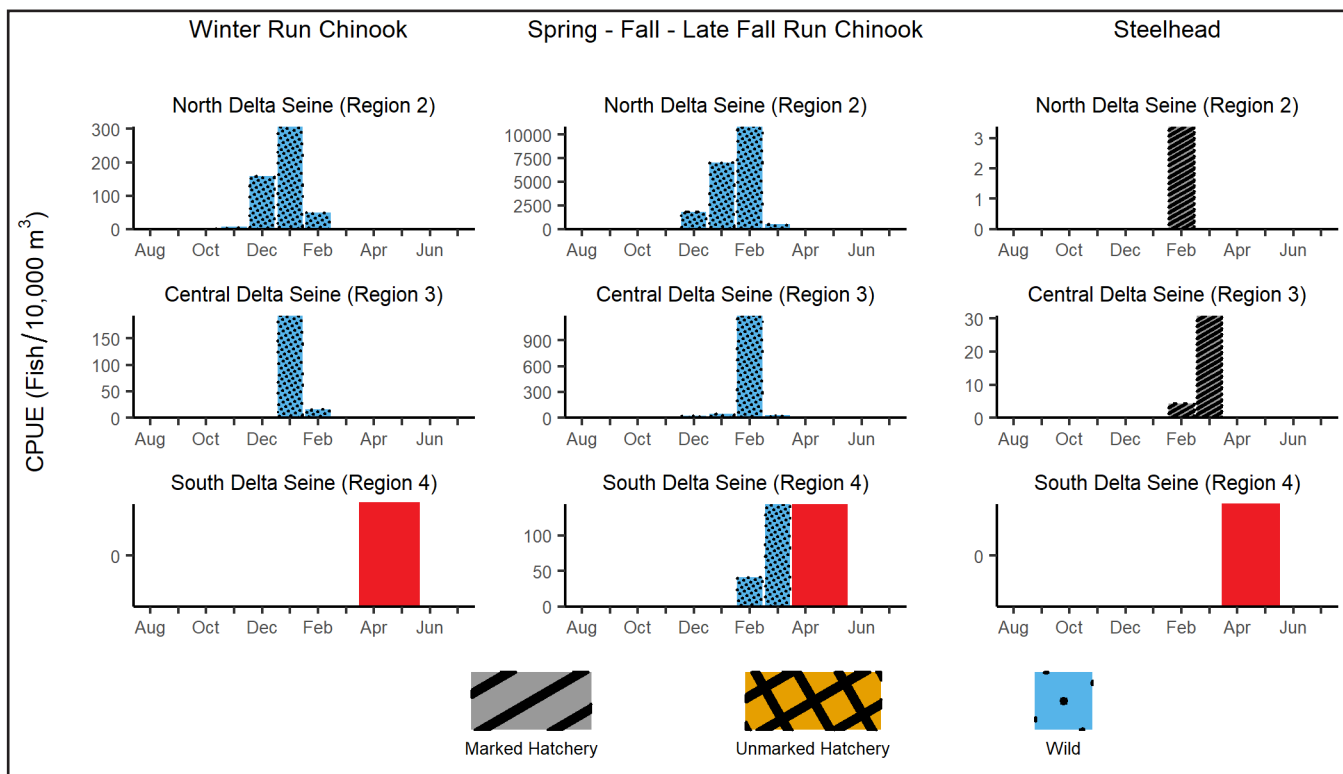 Winter Run Chinook
Spring - Fall - Late Fall Run Chinook
Steelhead
CPUE (Fish/10,000 m³)
North Delta Seine (Region 2)
300
200
100
0
Aug Oct Dec Feb Apr Jun
North Delta Seine (Region 2)
10000
7500
5000
2500
0
Aug Oct Dec Feb Apr Jun
North Delta Seine (Region 2)
3
2
1
0
Aug Oct Dec Feb Apr Jun
Central Delta Seine (Region 3)
150
100
50
0
Aug Oct Dec Feb Apr Jun
Central Delta Seine (Region 3)
900
600
300
0
Aug Oct Dec Feb Apr Jun
Central Delta Seine (Region 3)
30
20
10
0
Aug Oct Dec Feb Apr Jun
South Delta Seine (Region 4)
0
Aug Oct Dec Feb Apr Jun
South Delta Seine (Region 4)
100
50
0
Aug Oct Dec Feb Apr Jun
South Delta Seine (Region 4)
0
Aug Oct Dec Feb Apr Jun
Marked Hatchery
Unmarked Hatchery
Wild